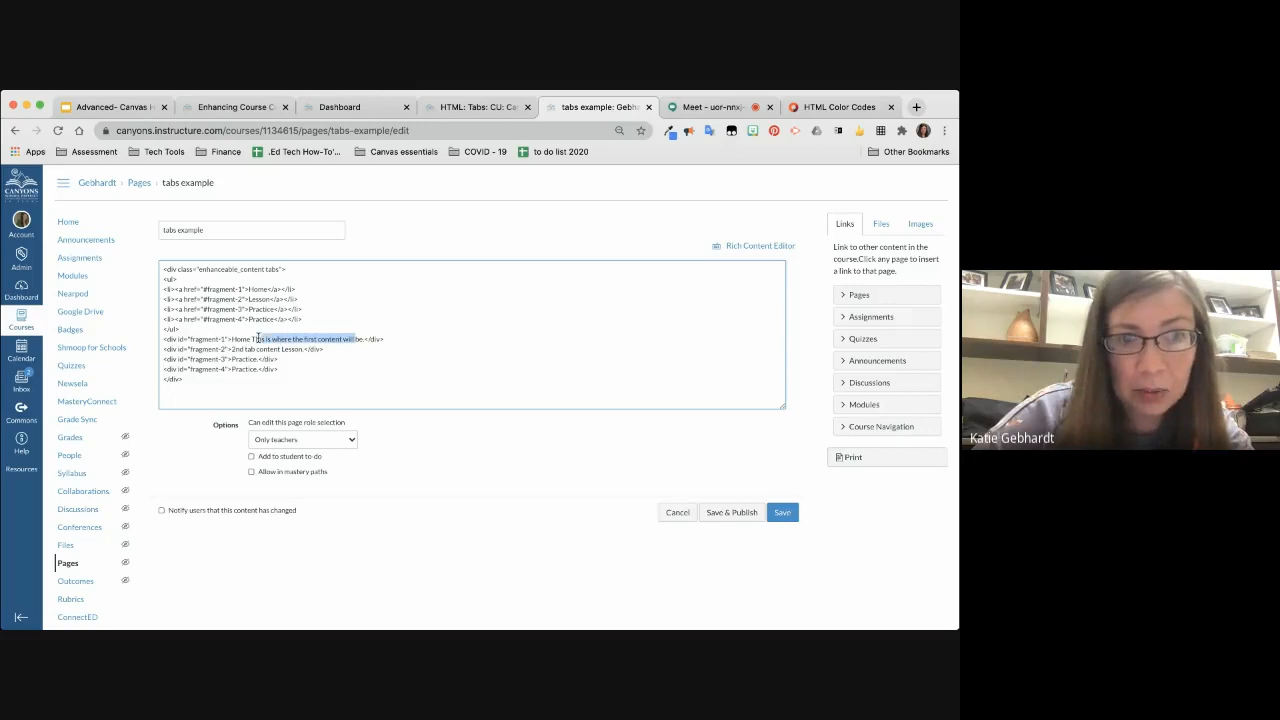 Advanced- Canvas H
Enhancing Course C
Dashboard
HTML: Tabs: CU: Ca
tabs example: Gebh
Meet - uor-nnxj-
HTML Color Codes
canyons.instructure.com/courses/1134615/pages/tabs-example/edit
Apps
Assessment
Tech Tools
Finance
.Ed Tech How-To'...
Canvas essentials
COVID - 19
to do list 2020
Other Bookmarks
CANYONS
Account
Admin
Dashboard
Courses
Calendar
Inbox
Commons
Help
Resources
Gebhardt › Pages › tabs example
Home
Announcements
Assignments
Modules
Nearpod
Google Drive
Badges
Shmoop for Schools
Quizzes
Newsela
MasteryConnect
Grade Sync
Grades
People
Syllabus
Collaborations
Discussions
Conferences
Files
Pages
Outcomes
Rubrics
ConnectED
tabs example
Rich Content Editor
<div class="enhanceable_content tabs">
<ul>
<li><a href="#fragment-1">Home</a></li>
<li><a href="#fragment-2">Lesson</a></li>
<li><a href="#fragment-3">Practice</a></li>
<li><a href="#fragment-4">Practice</a></li>
</ul>
<div id="fragment-1">Home This is where the first content will be.</div>
<div id="fragment-2">2nd tab content Lesson.</div>
<div id="fragment-3">Practice.</div>
<div id="fragment-4">Practice.</div>
</div>
Options
Can edit this page role selection
Only teachers
Add to student to-do
Allow in mastery paths
Notify users that this content has changed
Cancel
Save & Publish
Save
Links
Files
Images
Link to other content in the
course.Click any page to insert
a link to that page.
Pages
Assignments
Quizzes
Announcements
Discussions
Modules
Course Navigation
Print
Katie Gebhardt